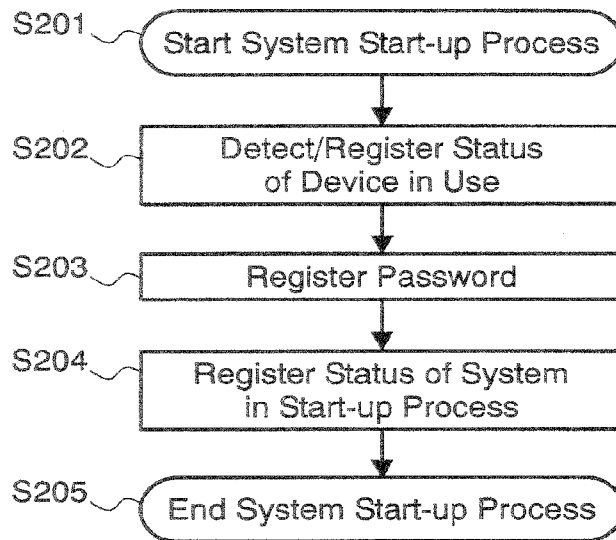 S201
Start System Start-up Process
S202
Detect/Register Status
of Device in Use
S203
Register Password
S204
Register Status of System
in Start-up Process
S205
End System Start-up Process